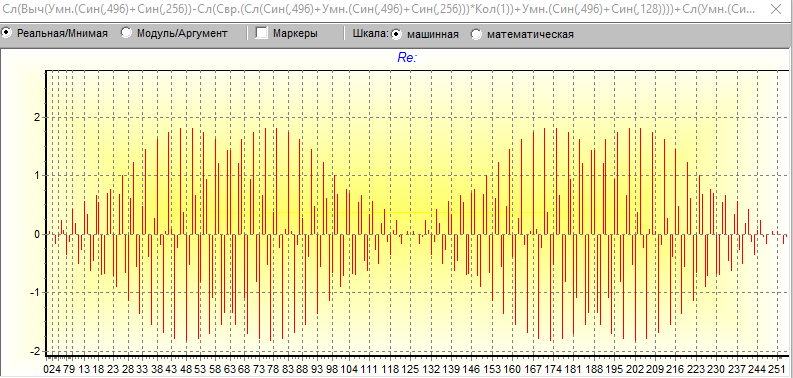 Сл(Выч(Умн.(Син(,496)+Син(,256))-Сл(Свр.(Син(,496)+Умн.(Син(,496)+Син(,256)))*Кол(1))+Умн.(Син(,496)+Син(,128))))+Сл(Умн.(Си...
Реальная/Мнимая Модуль/Аргумент Маркеры Шкала: машинная математическая
Re:
2
1
0
-1
-2
024 79 13 18 23 28 33 38 43 48 53 58 63 68 73 78 83 88 93 98 104 111 118 125 132 139 146 153 160 167 174 181 188 195 202 209 216 223 230 237 244 251